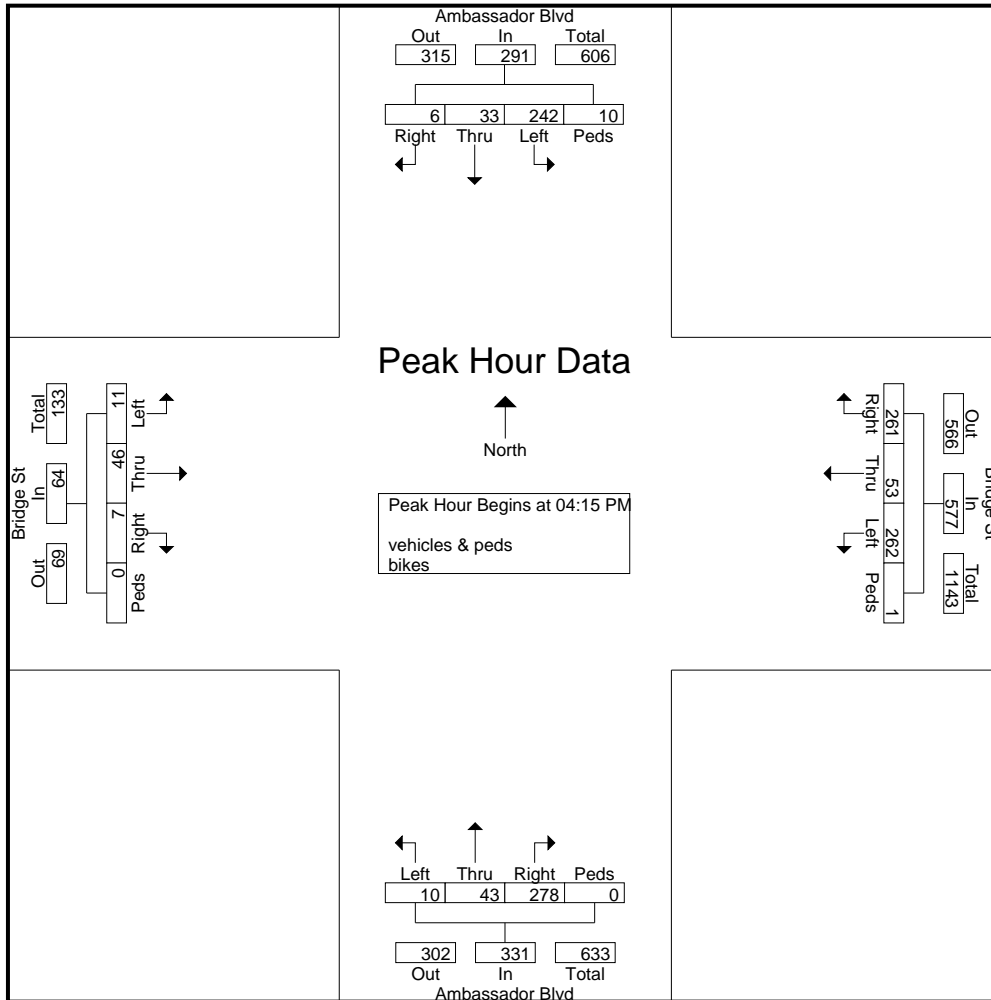 Ambassador Blvd
Out In Total
315 291 606
6 33 242 10
Right Thru Left Peds
Peak Hour Data
North
Peak Hour Begins at 04:15 PM
vehicles & peds
bikes
Bridge St
Total In Out
133 64 69
11 46 7 0
Left Thru Right Peds
Right Thru Left Peds
261 53 262 1
Out In Total
566 577 1143
Bridge St
Left Thru Right Peds
10 43 278 0
302 331 633
Out In Total
Ambassador Blvd